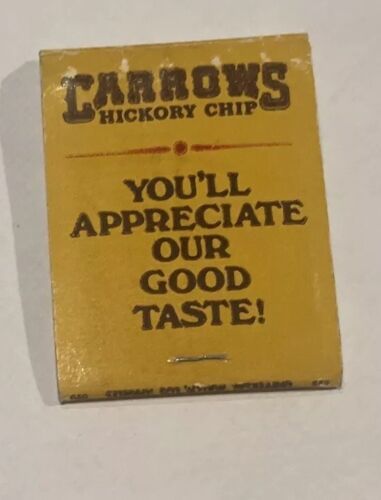 CARROWS
HICKORY CHIP
YOU'LL
APPRECIATE
OUR
GOOD
TASTE!